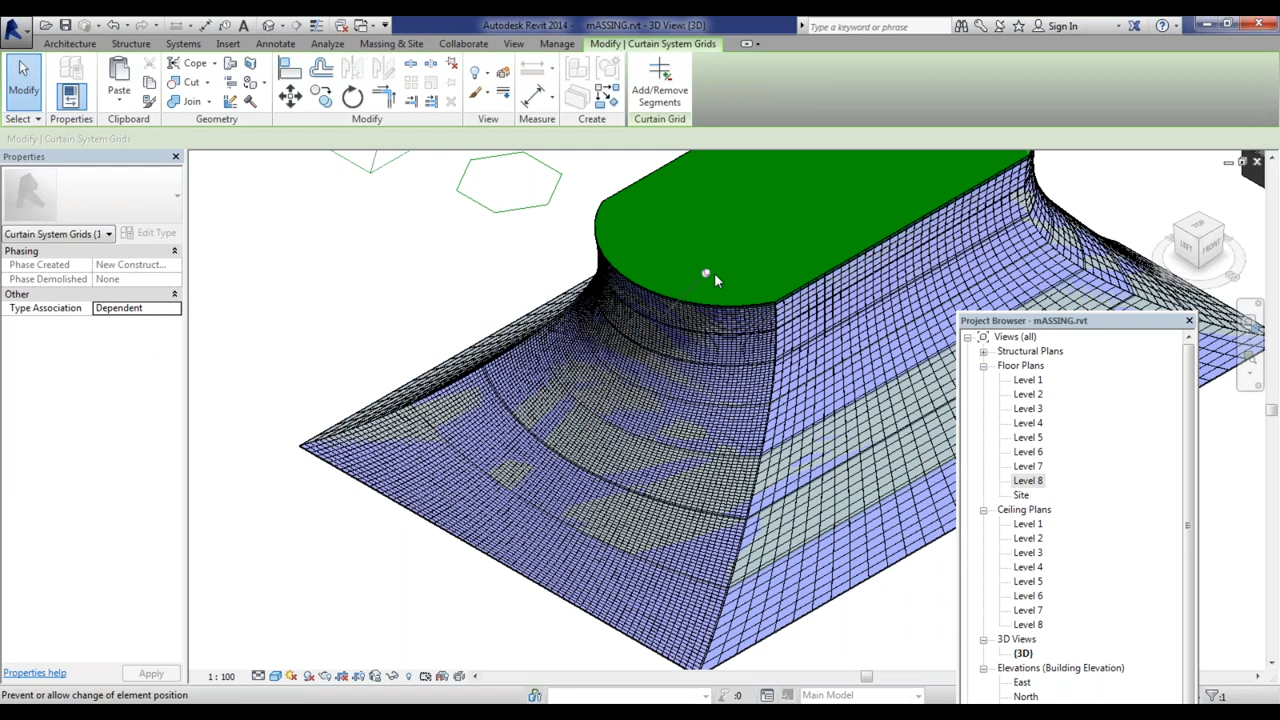 Autodesk Revit 2014 - mASSING.rvt - 3D View: {3D}
Type a keyword or phrase
Sign In
Architecture Structure Systems Insert Annotate Analyze Massing & Site Collaborate View Manage Modify | Curtain System Grids
Modify
Paste
Cope
Cut
Join
Add/Remove
Segments
Select Properties Clipboard Geometry Modify View Measure Create Curtain Grid
Modify | Curtain System Grids
Properties
Curtain System Grids (1
Edit Type
Phasing
Phase Created New Construct...
Phase Demolished None
Other
Type Association Dependent
Properties help
Apply
TOP
LEFT
FRONT
Project Browser - mASSING.rvt
Views (all)
Structural Plans
Floor Plans
Level 1
Level 2
Level 3
Level 4
Level 5
Level 6
Level 7
Level 8
Site
Ceiling Plans
Level 1
Level 2
Level 3
Level 4
Level 5
Level 6
Level 7
Level 8
3D Views
{3D}
Elevations (Building Elevation)
East
North
1 : 100
Prevent or allow change of element position
:0
Main Model
:1